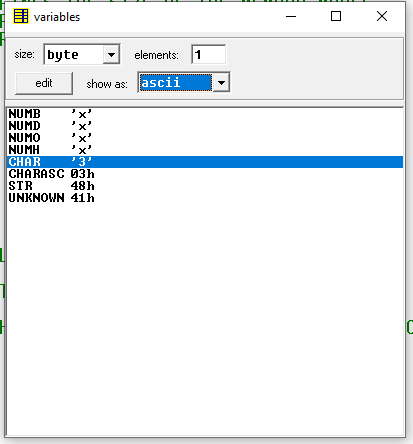 variables
size: byte elements: 1
edit show as: ascii
NUMB 'x'
NUMD 'x'
NUMO 'x'
NUMH 'x'
CHAR '3'
CHARASC 03h
STR 48h
UNKNOWN 41h